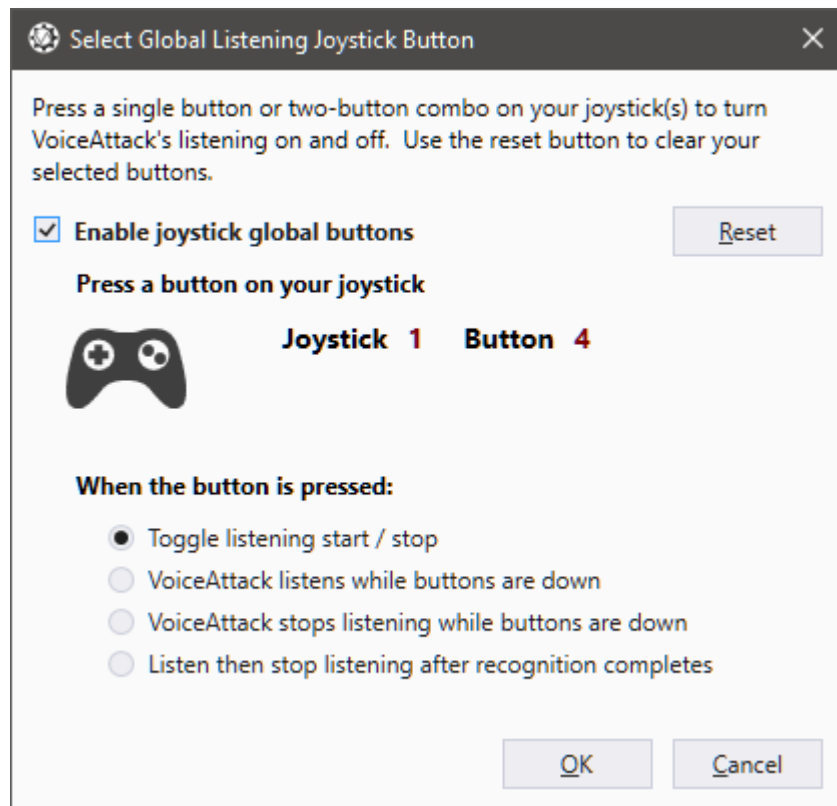 Select Global Listening Joystick Button
Press a single button or two-button combo on your joystick(s) to turn
VoiceAttack's listening on and off.  Use the reset button to clear your
selected buttons.
Enable joystick global buttons
Reset
Press a button on your joystick
Joystick 1 Button 4
When the button is pressed:
Toggle listening start / stop
VoiceAttack listens while buttons are down
VoiceAttack stops listening while buttons are down
Listen then stop listening after recognition completes
OK Cancel